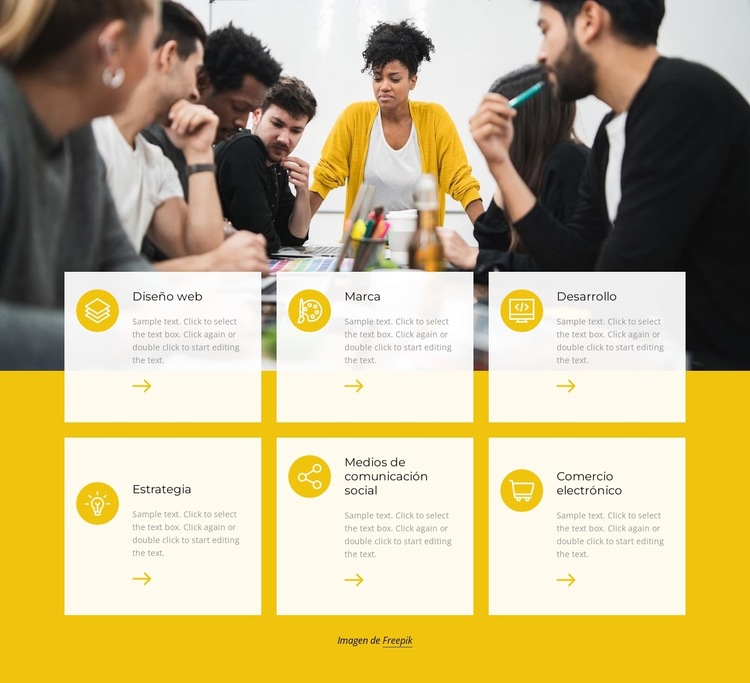 Diseño web
Sample text. Click to select
the text box. Click again or
double click to start editing
the text.
Marca
Sample text. Click to select
the text box. Click again or
double click to start editing
the text.
Desarrollo
Sample text. Click to select
the text box. Click again or
double click to start editing
the text.
Estrategia
Sample text. Click to select
the text box. Click again or
double click to start editing
the text.
Medios de
comunicación
social
Sample text. Click to select
the text box. Click again or
double click to start editing
the text.
Comercio
electrónico
Sample text. Click to select
the text box. Click again or
double click to start editing
the text.
Imagen de Freepik